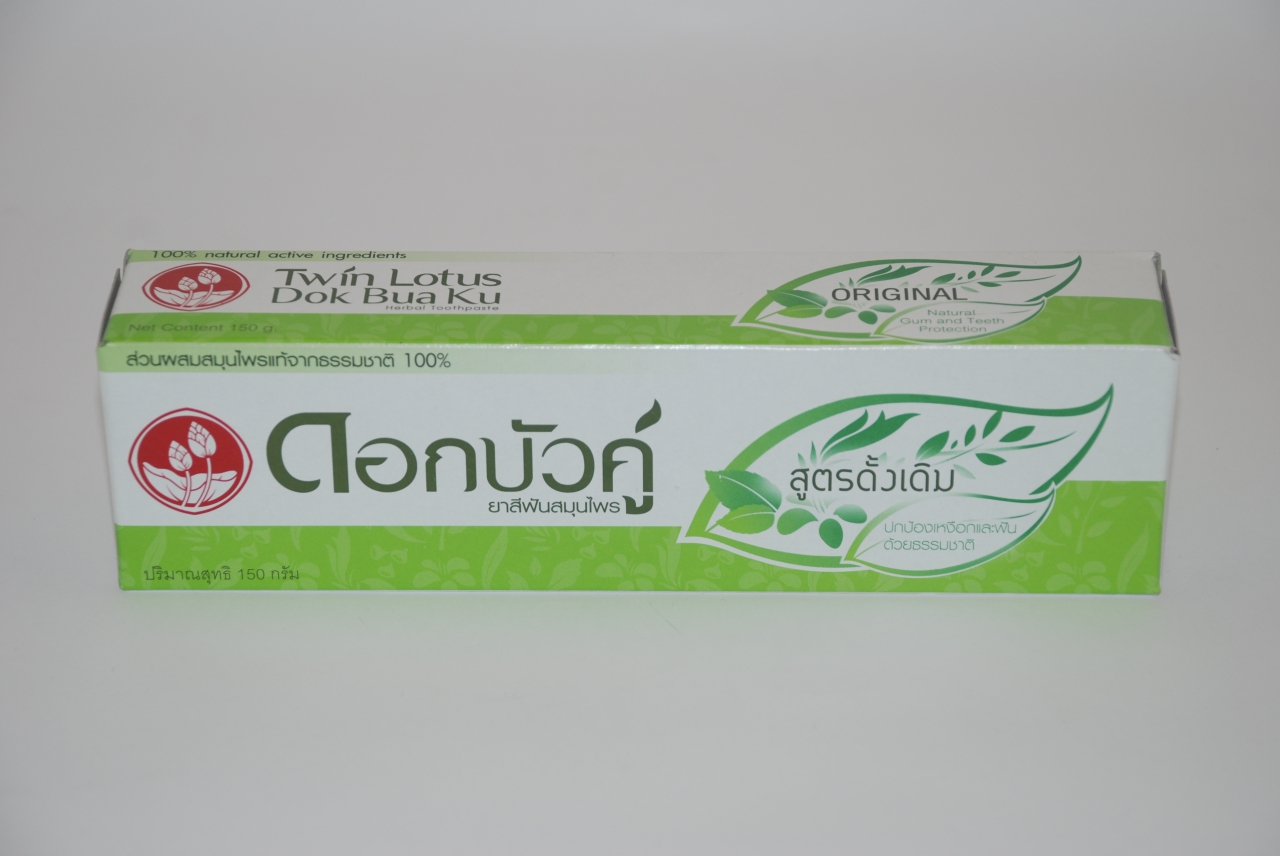 100% natural active ingredients
Twin Lotus
Dok Bua Ku
Herbal Toothpaste
Net Content 150 g.
ORIGINAL
Natural
Gum and Teeth
Protection
ส่วนผสมสมุนไพรแท้จากธรรมชาติ 100%
ดอกบัวคู่
ยาสีฟันสมุนไพร
ปริมาณสุทธิ 150 กรัม
สูตรดั้งเดิม
ปกป้องเหงือกและฟัน
ด้วยธรรมชาติ